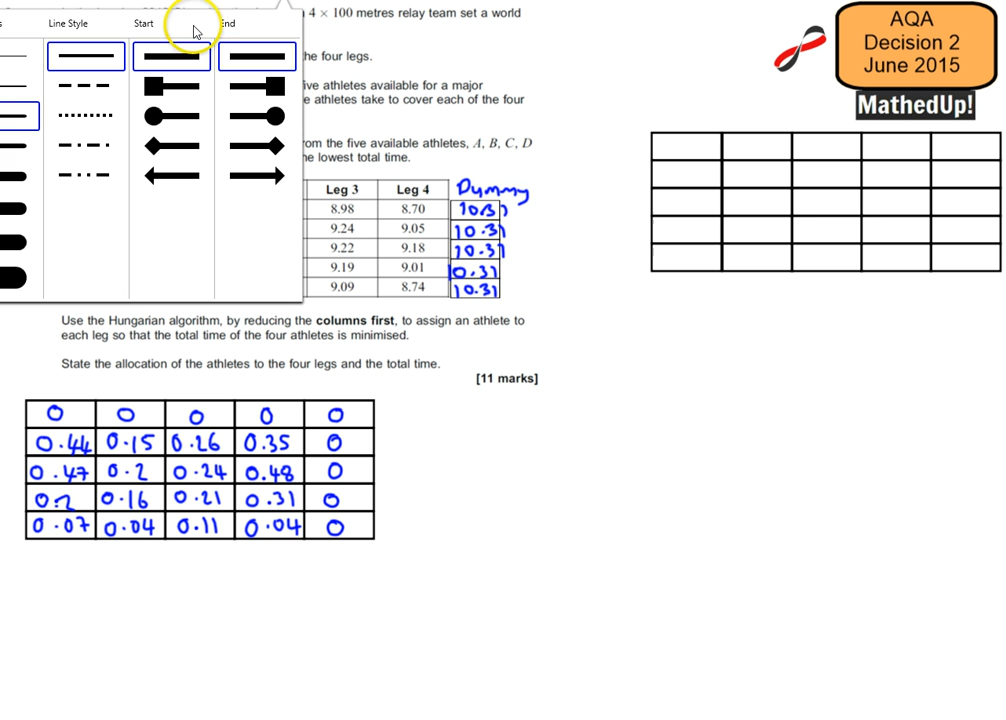 4 × 100 metres relay team set a world
s Line Style Start End
he four legs.
ive athletes available for a major
e athletes take to cover each of the four
rom the five available athletes, A, B, C, D
he lowest total time.
AQA
Decision 2
June 2015
MathedUp!
Leg 3 Leg 4 Dummy
8.98 8.70 10.31
9.24 9.05 10.31
9.22 9.18 10.31
9.19 9.01 10.31
9.09 8.74 10.31
Use the Hungarian algorithm, by reducing the columns first, to assign an athlete to
each leg so that the total time of the four athletes is minimised.
State the allocation of the athletes to the four legs and the total time.
[11 marks]
0 0 0 0 0
0.44 0.15 0.26 0.35 0
0.47 0.2 0.24 0.48 0
0.2 0.16 0.21 0.31 0
0.07 0.04 0.11 0.04 0